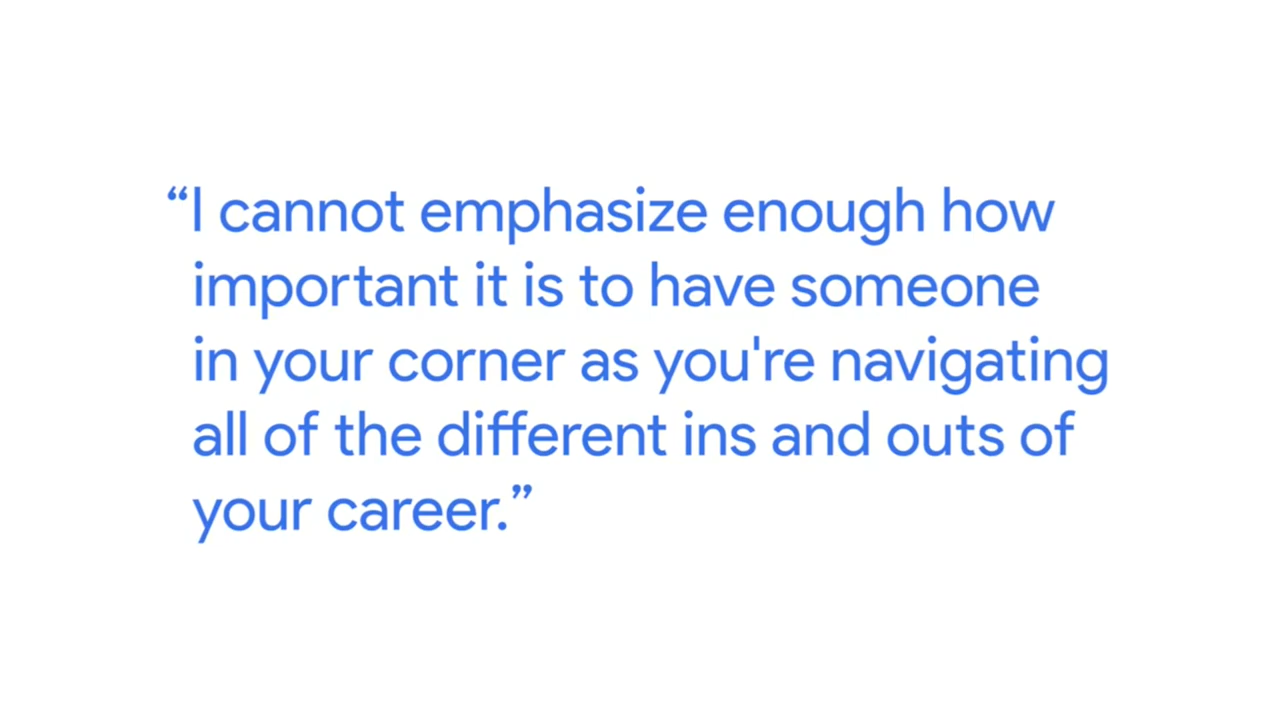 “I cannot emphasize enough how
important it is to have someone
in your corner as you're navigating
all of the different ins and outs of
your career.”